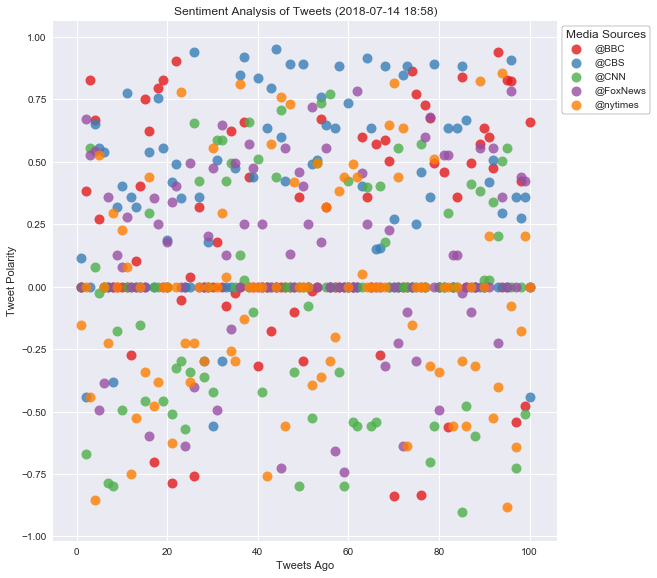 Sentiment Analysis of Tweets (2018-07-14 18:58)
Media Sources
@BBC
@CBS
@CNN
@FoxNews
@nytimes
Tweet Polarity
1.00
0.75
0.50
0.25
0.00
−0.25
−0.50
−0.75
−1.00
0 20 40 60 80 100
Tweets Ago